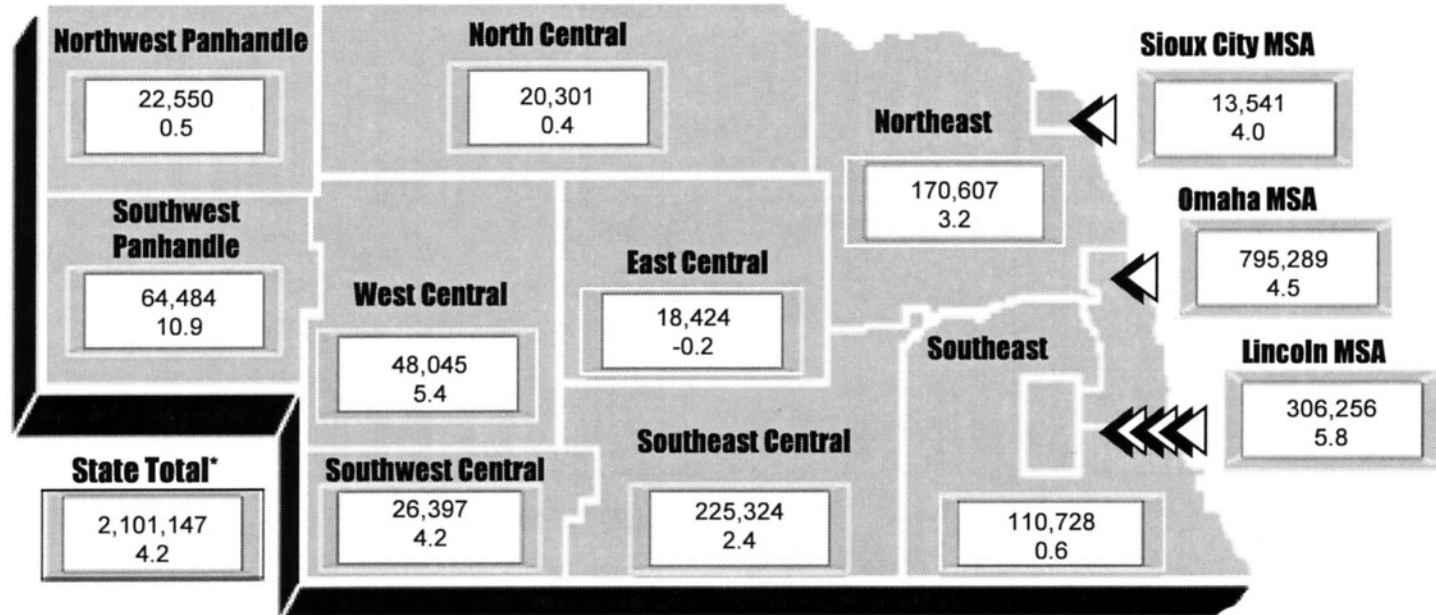 Northwest Panhandle
22,550
0.5
North Central
20,301
0.4
Sioux City MSA
13,541
4.0
Northeast
170,607
3.2
Omaha MSA
795,289
4.5
Southwest
Panhandle
64,484
10.9
West Central
48,045
5.4
East Central
18,424
-0.2
Southeast
110,728
0.6
Lincoln MSA
306,256
5.8
State Total*
2,101,147
4.2
Southwest Central
26,397
4.2
Southeast Central
225,324
2.4